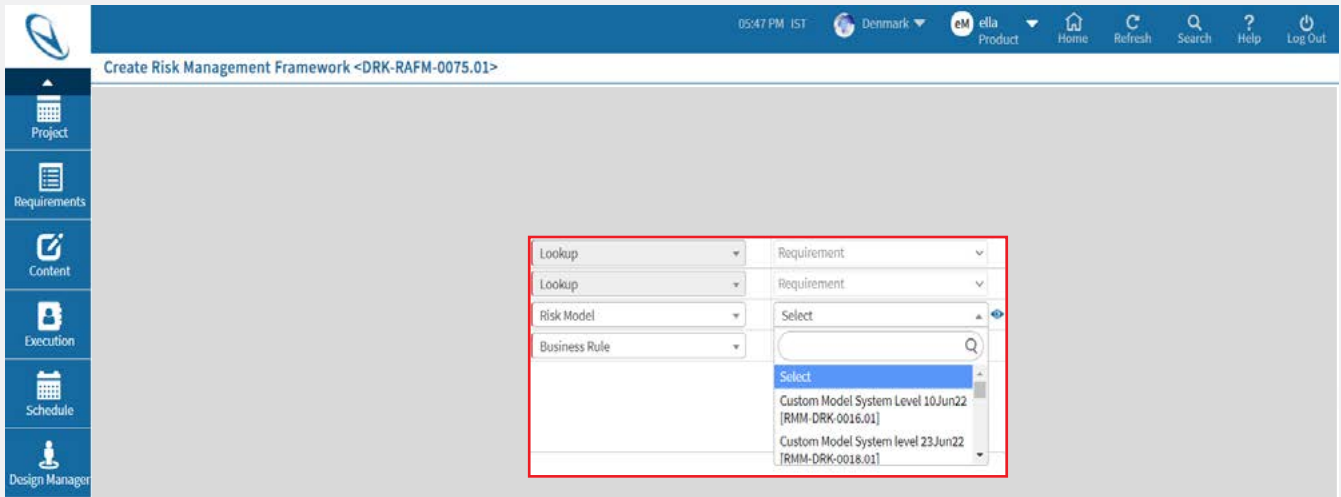 05:47 PM IST
Denmark
eM
ella
Product
Home
Refresh
Search
Help
Log Out
Create Risk Management Framework <DRK-RAFM-0075.01>
Project
Requirements
Content
Execution
Schedule
Design Manager
Lookup
Requirement
Lookup
Requirement
Risk Model
Select
Business Rule
Select
Custom Model System Level 10Jun22
[RMM-DRK-0016.01]
Custom Model System level 23Jun22
[RMM-DRK-0018.01]